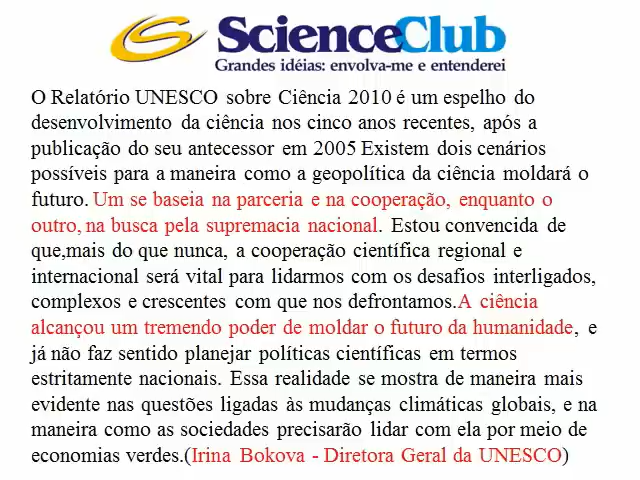 ScienceClub
Grandes idéias: envolva-me e entenderei
O Relatório UNESCO sobre Ciência 2010 é um espelho do
desenvolvimento da ciência nos cinco anos recentes, após a
publicação do seu antecessor em 2005 Existem dois cenários
possíveis para a maneira como a geopolítica da ciência moldará o
futuro. Um se baseia na parceria e na cooperação, enquanto o
outro, na busca pela supremacia nacional. Estou convencida de
que,mais do que nunca, a cooperação científica regional e
internacional será vital para lidarmos com os desafios interligados,
complexos e crescentes com que nos defrontamos.A ciência
alcançou um tremendo poder de moldar o futuro da humanidade, e
já não faz sentido planejar políticas científicas em termos
estritamente nacionais. Essa realidade se mostra de maneira mais
evidente nas questões ligadas às mudanças climáticas globais, e na
maneira como as sociedades precisarão lidar com ela por meio de
economias verdes.(Irina Bokova - Diretora Geral da UNESCO)